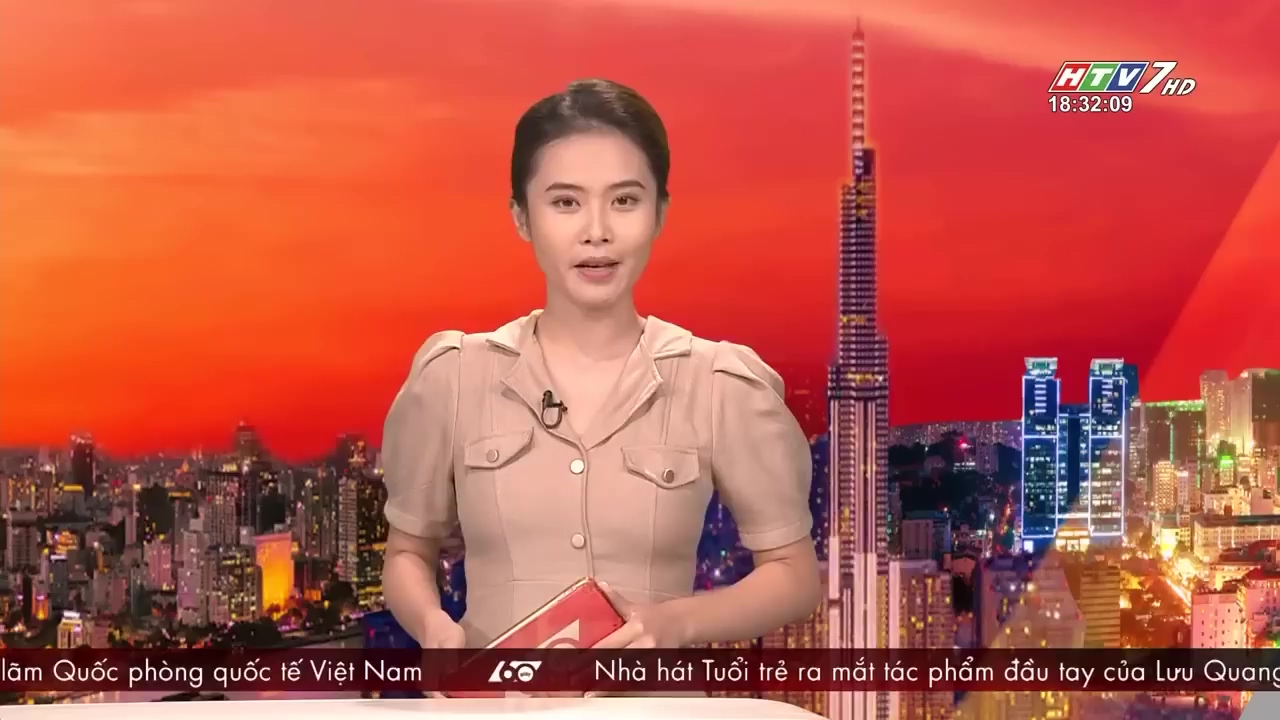 HTV7 HD
18:32:09
lãm Quốc phòng quốc tế Việt Nam 60 Nhà hát Tuổi trẻ ra mắt tác phẩm đầu tay của Lưu Quang